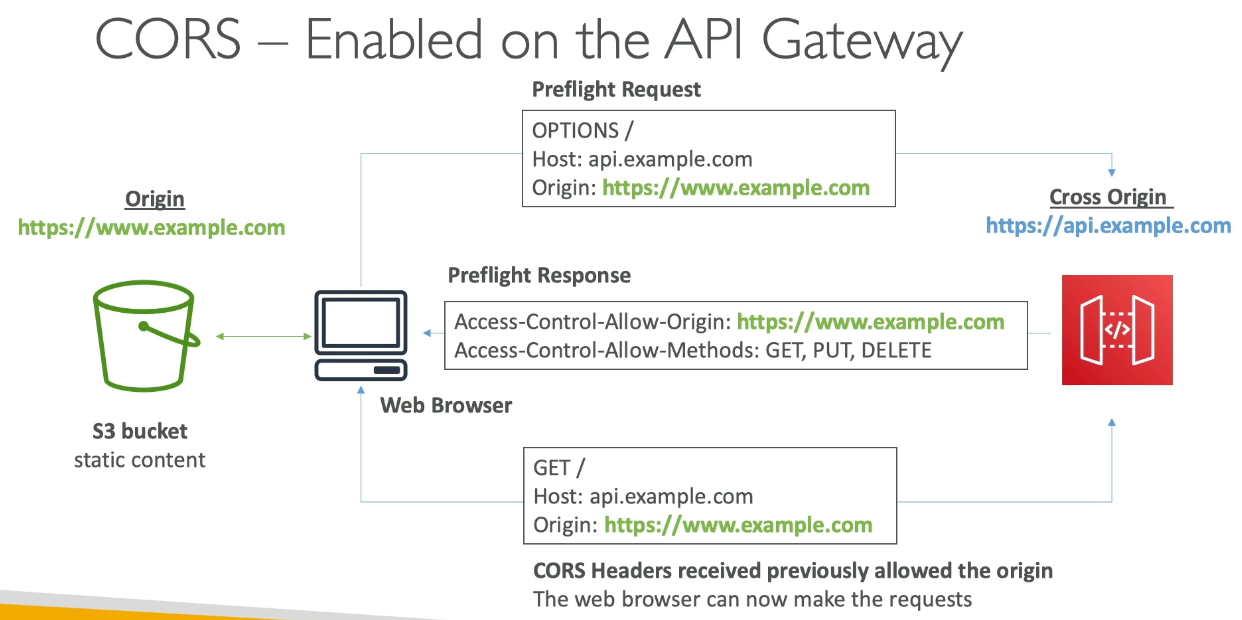 CORS – Enabled on the API Gateway
Preflight Request
OPTIONS /
Host: api.example.com
Origin: https://www.example.com
Origin
https://www.example.com
Cross Origin
https://api.example.com
Preflight Response
Access-Control-Allow-Origin: https://www.example.com
Access-Control-Allow-Methods: GET, PUT, DELETE
</>
Web Browser
S3 bucket
static content
GET /
Host: api.example.com
Origin: https://www.example.com
CORS Headers received previously allowed the origin
The web browser can now make the requests